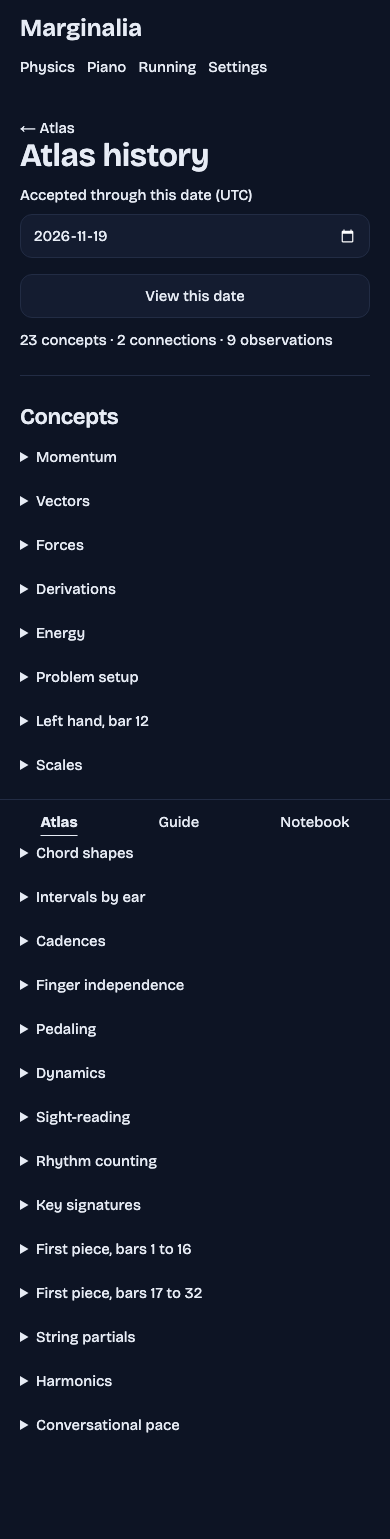 Marginalia
Physics Piano Running Settings
← Atlas
Atlas history
Accepted through this date (UTC)
2026-11-19
View this date
23 concepts · 2 connections · 9 observations
Concepts
Momentum
Vectors
Forces
Derivations
Energy
Problem setup
Left hand, bar 12
Scales
Atlas Guide Notebook
Chord shapes
Intervals by ear
Cadences
Finger independence
Pedaling
Dynamics
Sight-reading
Rhythm counting
Key signatures
First piece, bars 1 to 16
First piece, bars 17 to 32
String partials
Harmonics
Conversational pace